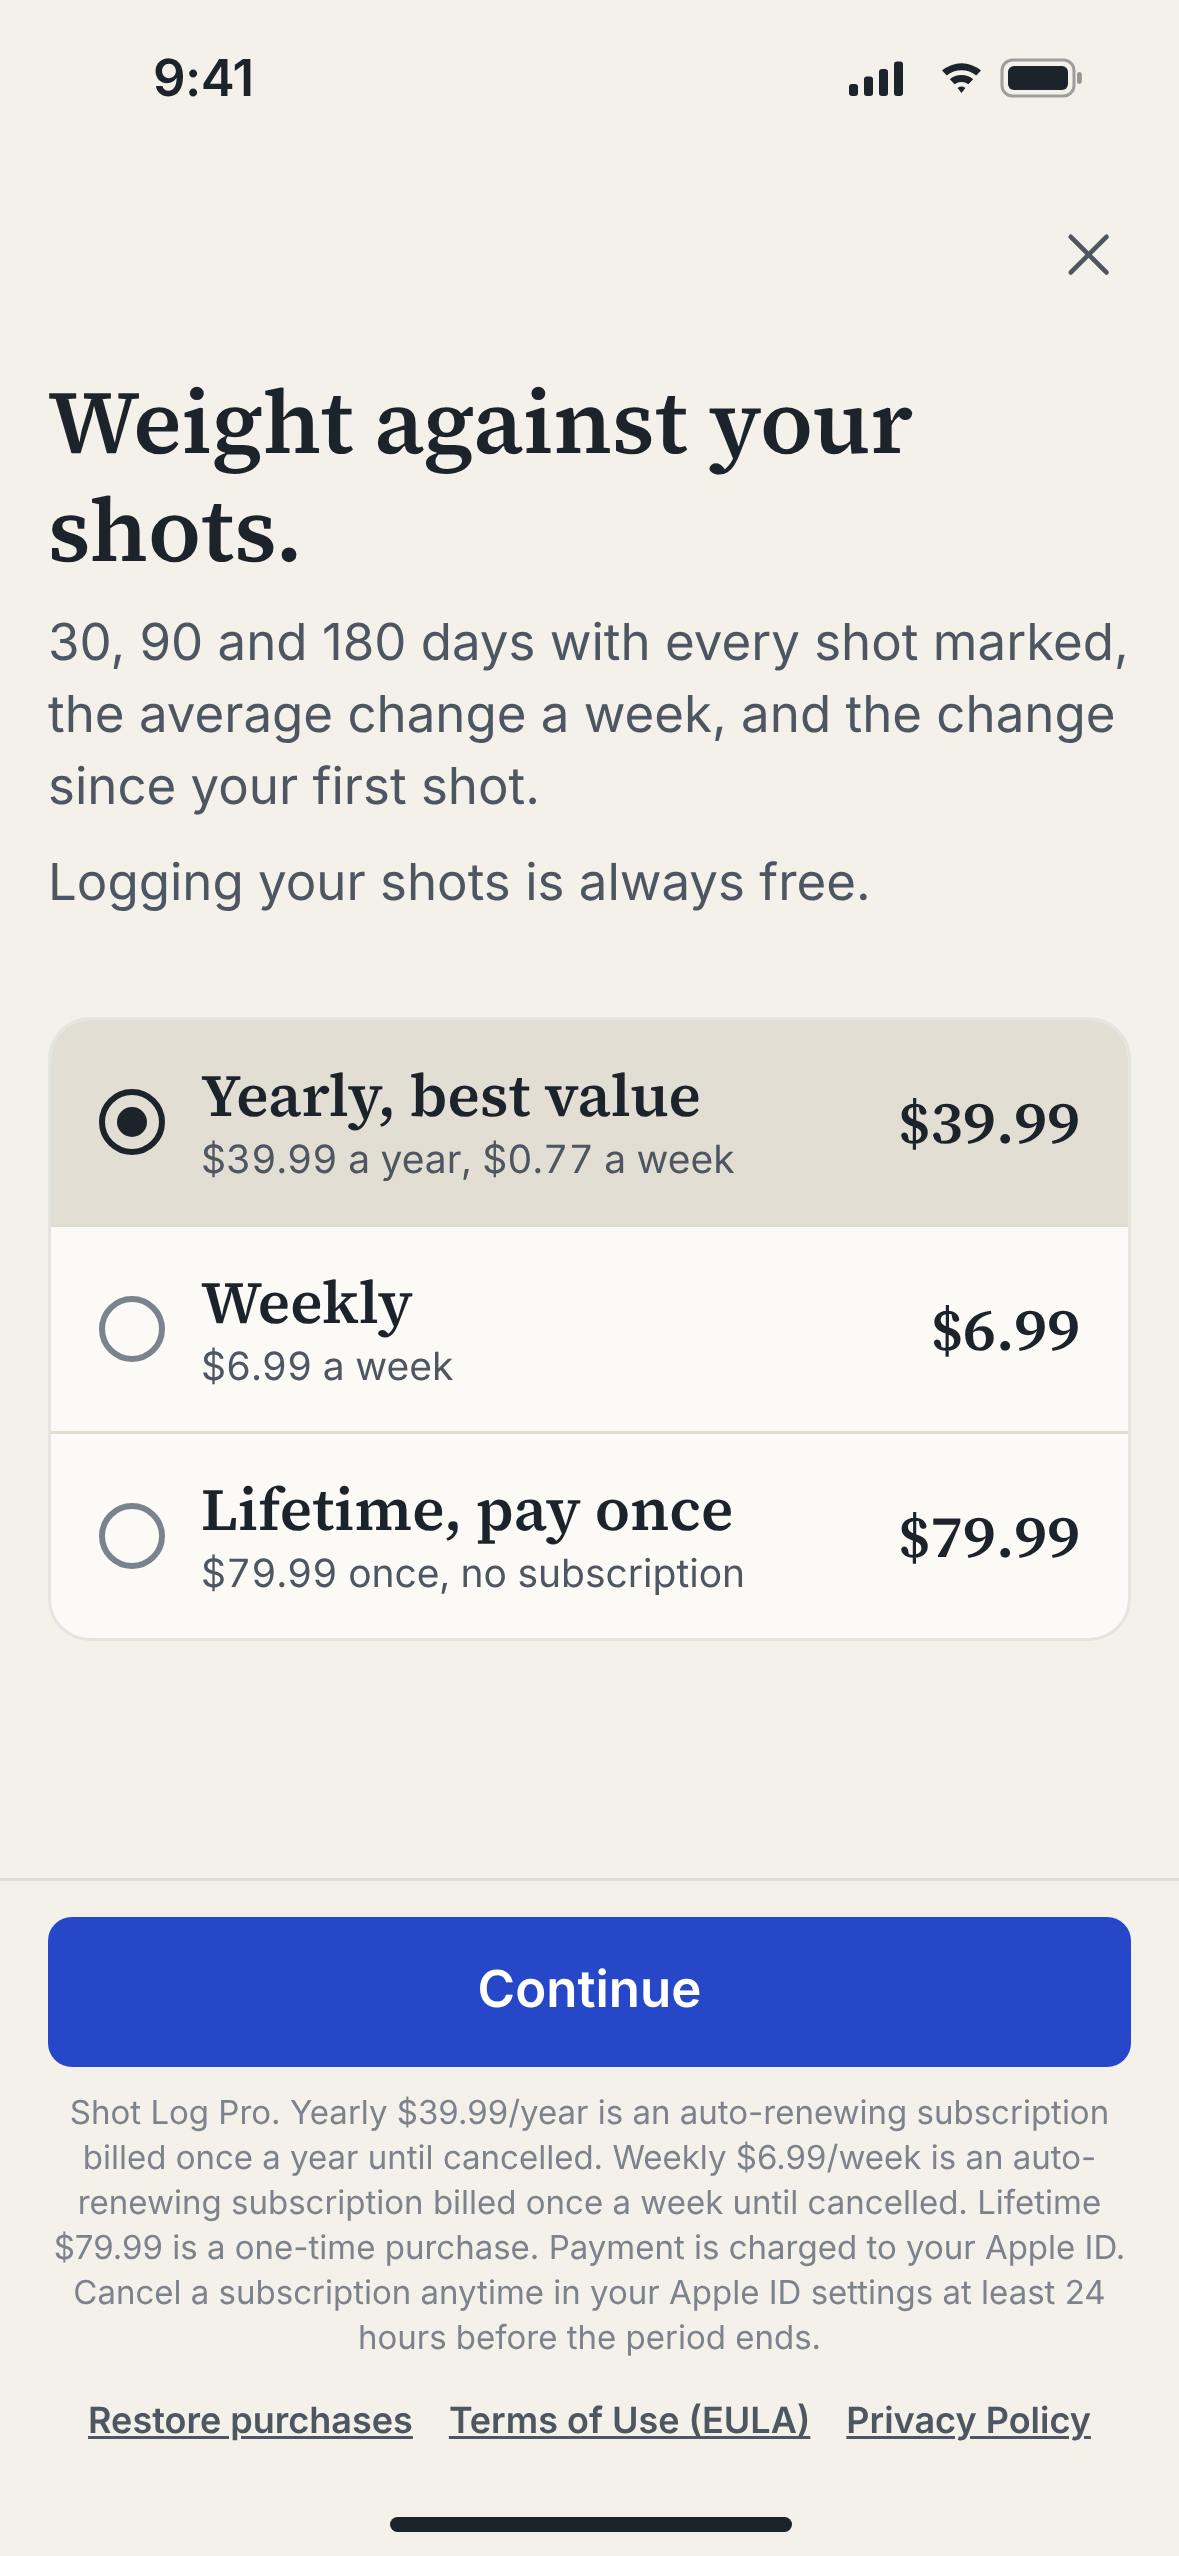 9:41
Weight against your
shots.
30, 90 and 180 days with every shot marked,
the average change a week, and the change
since your first shot.
Logging your shots is always free.
Yearly, best value
$39.99 a year, $0.77 a week
$39.99
Weekly
$6.99 a week
$6.99
Lifetime, pay once
$79.99 once, no subscription
$79.99
Continue
Shot Log Pro. Yearly $39.99/year is an auto-renewing subscription
billed once a year until cancelled. Weekly $6.99/week is an auto-
renewing subscription billed once a week until cancelled. Lifetime
$79.99 is a one-time purchase. Payment is charged to your Apple ID.
Cancel a subscription anytime in your Apple ID settings at least 24
hours before the period ends.
Restore purchases Terms of Use (EULA) Privacy Policy